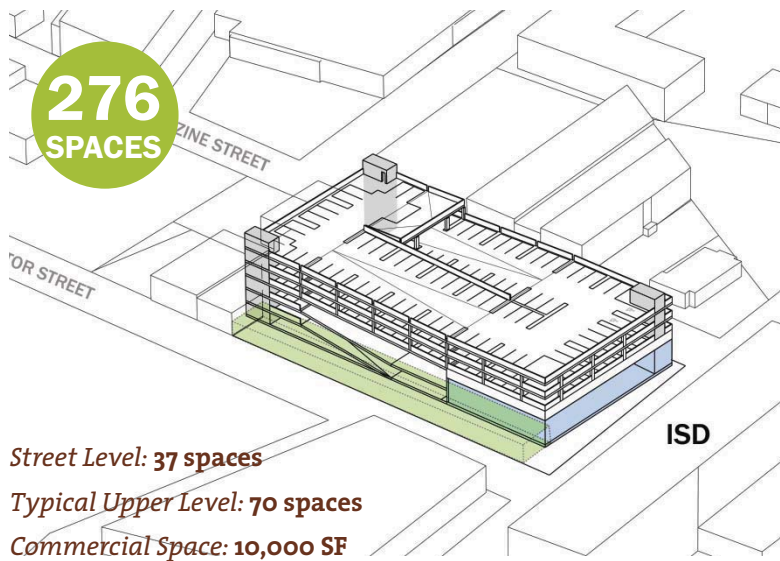 276
SPACES
ZINE STREET
TOR STREET
ISD
Street Level: 37 spaces
Typical Upper Level: 70 spaces
Commercial Space: 10,000 SF